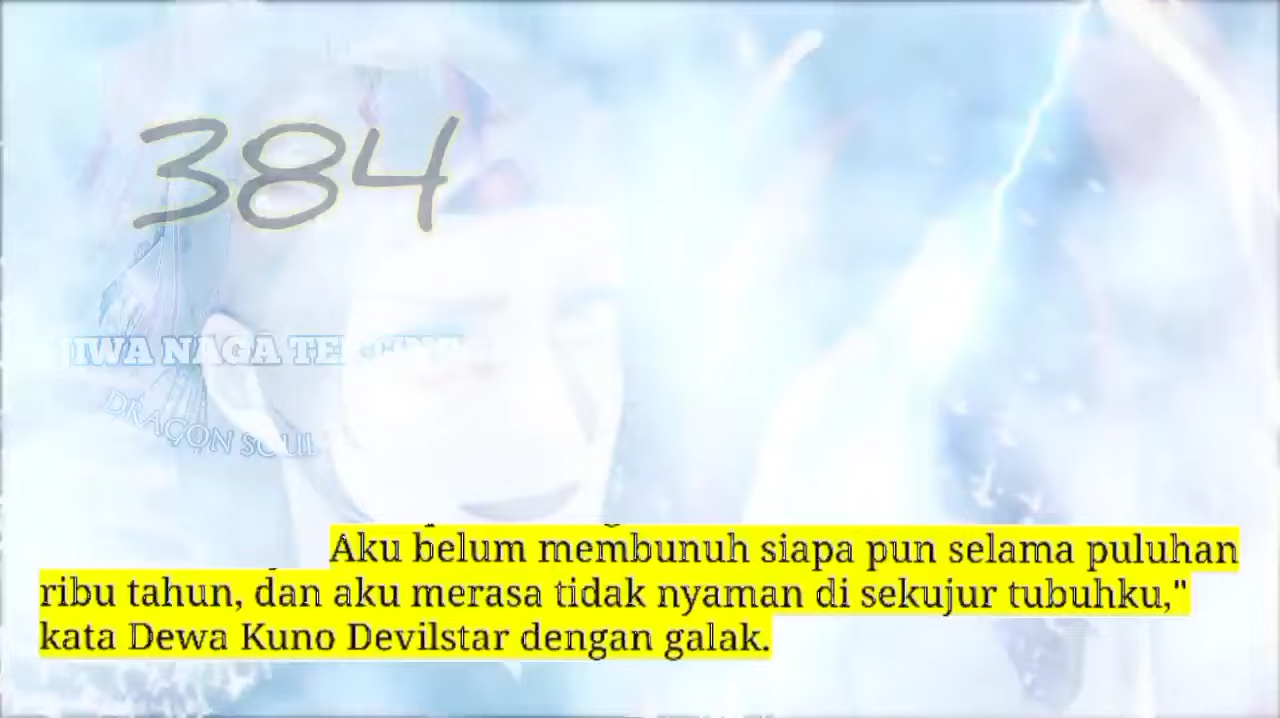 384
JIWA NAGA
DRAGON SOUL
Aku belum membunuh siapa pun selama puluhan
ribu tahun, dan aku merasa tidak nyaman di sekujur tubuhku,"
kata Dewa Kuno Devilstar dengan galak.